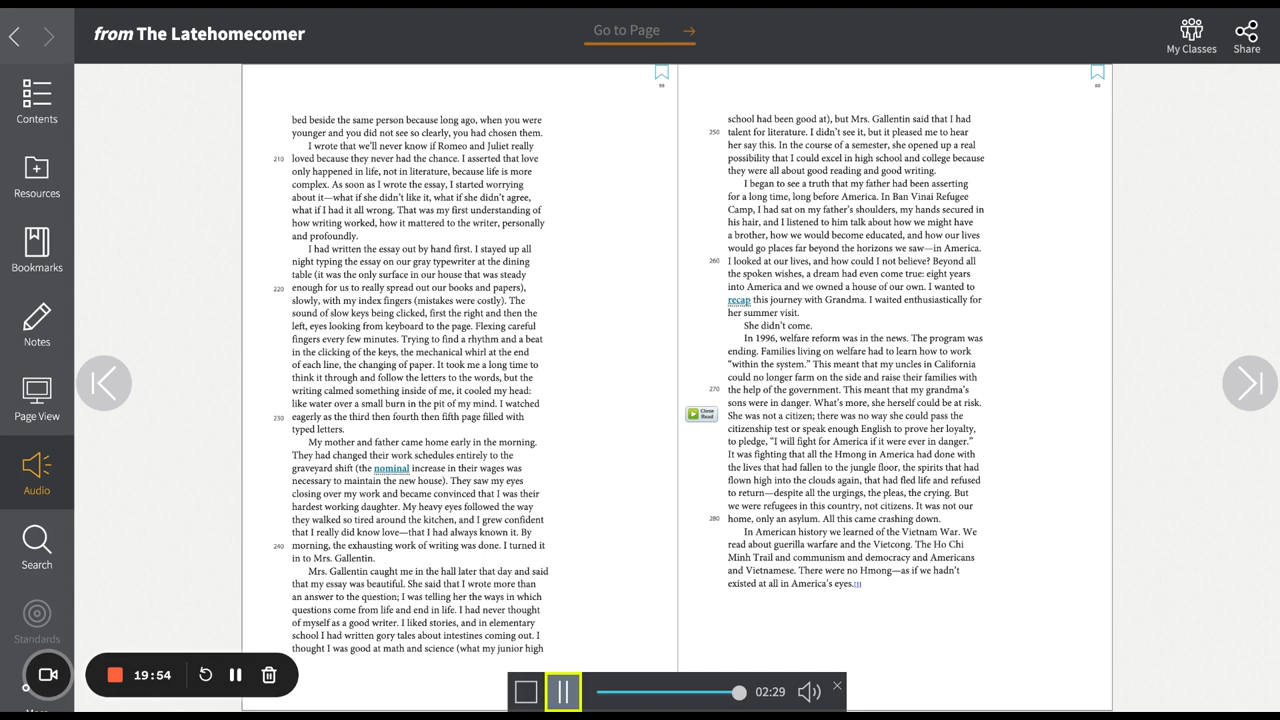 from The Latehomecomer
Go to Page
My Classes
Share
Contents
Resources
Bookmarks
Notes
Page View
Audio
Search
Standards
59
bed beside the same person because long ago, when you were
younger and you did not see so clearly, you had chosen them.
I wrote that we'll never know if Romeo and Juliet really
210 loved because they never had the chance. I asserted that love
only happened in life, not in literature, because life is more
complex. As soon as I wrote the essay, I started worrying
about it—what if she didn't like it, what if she didn't agree,
what if I had it all wrong. That was my first understanding of
how writing worked, how it mattered to the writer, personally
and profoundly.
I had written the essay out by hand first. I stayed up all
night typing the essay on our gray typewriter at the dining
table (it was the only surface in our house that was steady
220 enough for us to really spread out our books and papers),
slowly, with my index fingers (mistakes were costly). The
sound of slow keys being clicked, first the right and then the
left, eyes looking from keyboard to the page. Flexing careful
fingers every few minutes. Trying to find a rhythm and a beat
in the clicking of the keys, the mechanical whirl at the end
of each line, the changing of paper. It took me a long time to
think it through and follow the letters to the words, but the
writing calmed something inside of me, it cooled my head:
like water over a small burn in the pit of my mind. I watched
230 eagerly as the third then fourth then fifth page filled with
typed letters.
My mother and father came home early in the morning.
They had changed their work schedules entirely to the
graveyard shift (the nominal increase in their wages was
necessary to maintain the new house). They saw my eyes
closing over my work and became convinced that I was their
hardest working daughter. My heavy eyes followed the way
they walked so tired around the kitchen, and I grew confident
that I really did know love—that I had always known it. By
240 morning, the exhausting work of writing was done. I turned it
in to Mrs. Gallentin.
Mrs. Gallentin caught me in the hall later that day and said
that my essay was beautiful. She said that I wrote more than
an answer to the question; I was telling her the ways in which
questions come from life and end in life. I had never thought
of myself as a good writer. I liked stories, and in elementary
school I had written gory tales about intestines coming out. I
thought I was good at math and science (what my junior high
60
school had been good at), but Mrs. Gallentin said that I had
250 talent for literature. I didn't see it, but it pleased me to hear
her say this. In the course of a semester, she opened up a real
possibility that I could excel in high school and college because
they were all about good reading and good writing.
I began to see a truth that my father had been asserting
for a long time, long before America. In Ban Vinai Refugee
Camp, I had sat on my father's shoulders, my hands secured in
his hair, and I listened to him talk about how we might have
a brother, how we would become educated, and how our lives
would go places far beyond the horizons we saw—in America.
260 I looked at our lives, and how could I not believe? Beyond all
the spoken wishes, a dream had even come true: eight years
into America and we owned a house of our own. I wanted to
recap this journey with Grandma. I waited enthusiastically for
her summer visit.
She didn't come.
In 1996, welfare reform was in the news. The program was
ending. Families living on welfare had to learn how to work
"within the system." This meant that my uncles in California
could no longer farm on the side and raise their families with
270 the help of the government. This meant that my grandma's
sons were in danger. What's more, she herself could be at risk.
Close Read
She was not a citizen; there was no way she could pass the
citizenship test or speak enough English to prove her loyalty,
to pledge, "I will fight for America if it were ever in danger."
It was fighting that all the Hmong in America had done with
the lives that had fallen to the jungle floor, the spirits that had
flown high into the clouds again, that had fled life and refused
to return—despite all the urgings, the pleas, the crying. But
we were refugees in this country, not citizens. It was not our
280 home, only an asylum. All this came crashing down.
In American history we learned of the Vietnam War. We
read about guerilla warfare and the Vietcong. The Ho Chi
Minh Trail and communism and democracy and Americans
and Vietnamese. There were no Hmong—as if we hadn't
existed at all in America's eyes.[1]
19:54
02:29